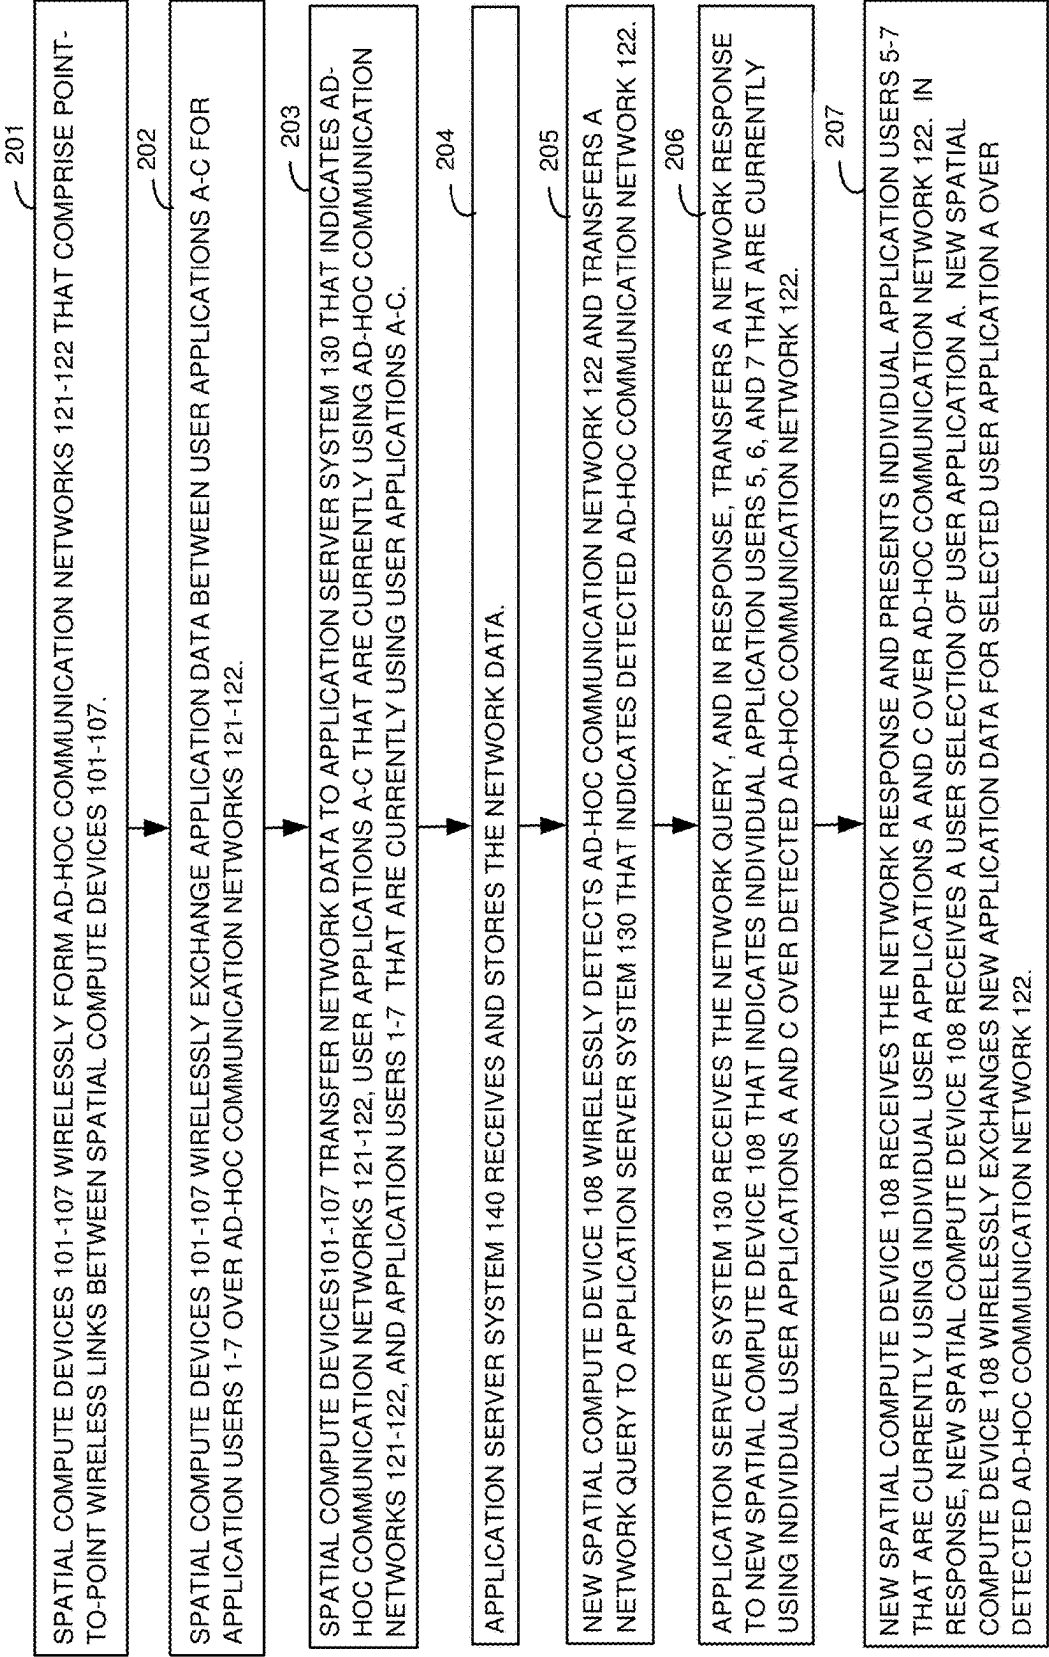 201
SPATIAL COMPUTE DEVICES 101-107 WIRELESSLY FORM AD-HOC COMMUNICATION NETWORKS 121-122 THAT COMPRISE POINT-
TO-POINT WIRELESS LINKS BETWEEN SPATIAL COMPUTE DEVICES 101-107.
202
SPATIAL COMPUTE DEVICES 101-107 WIRELESSLY EXCHANGE APPLICATION DATA BETWEEN USER APPLICATIONS A-C FOR
APPLICATION USERS 1-7 OVER AD-HOC COMMUNICATION NETWORKS 121-122.
203
SPATIAL COMPUTE DEVICES101-107 TRANSFER NETWORK DATA TO APPLICATION SERVER SYSTEM 130 THAT INDICATES AD-
HOC COMMUNICATION NETWORKS 121-122, USER APPLICATIONS A-C THAT ARE CURRENTLY USING AD-HOC COMMUNICATION
NETWORKS 121-122, AND APPLICATION USERS 1-7 THAT ARE CURRENTLY USING USER APPLICATIONS A-C.
204
APPLICATION SERVER SYSTEM 140 RECEIVES AND STORES THE NETWORK DATA.
205
NEW SPATIAL COMPUTE DEVICE 108 WIRELESSLY DETECTS AD-HOC COMMUNICATION NETWORK 122 AND TRANSFERS A
NETWORK QUERY TO APPLICATION SERVER SYSTEM 130 THAT INDICATES DETECTED AD-HOC COMMUNICATION NETWORK 122.
206
APPLICATION SERVER SYSTEM 130 RECEIVES THE NETWORK QUERY, AND IN RESPONSE, TRANSFERS A NETWORK RESPONSE
TO NEW SPATIAL COMPUTE DEVICE 108 THAT INDICATES INDIVIDUAL APPLICATION USERS 5, 6, AND 7 THAT ARE CURRENTLY
USING INDIVIDUAL USER APPLICATIONS A AND C OVER DETECTED AD-HOC COMMUNICATION NETWORK 122.
207
NEW SPATIAL COMPUTE DEVICE 108 RECEIVES THE NETWORK RESPONSE AND PRESENTS INDIVIDUAL APPLICATION USERS 5-7
THAT ARE CURRENTLY USING INDIVIDUAL USER APPLICATIONS A AND C OVER AD-HOC COMMUNICATION NETWORK 122. IN
RESPONSE, NEW SPATIAL COMPUTE DEVICE 108 RECEIVES A USER SELECTION OF USER APPLICATION A. NEW SPATIAL
COMPUTE DEVICE 108 WIRELESSLY EXCHANGES NEW APPLICATION DATA FOR SELECTED USER APPLICATION A OVER
DETECTED AD-HOC COMMUNICATION NETWORK 122.